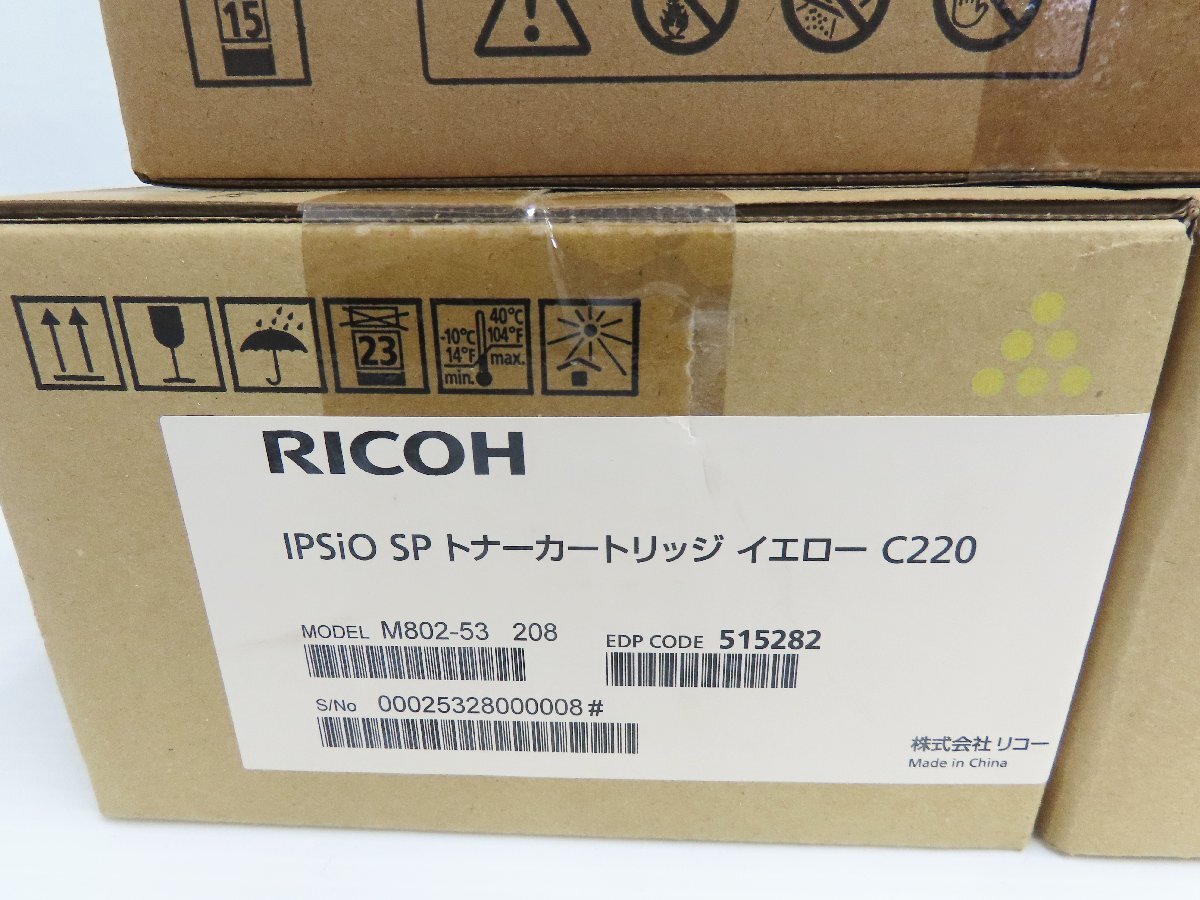 15
23
-10℃
14°F
min.
40℃
104°F
max.
RICOH
IPSiO SP トナーカートリッジ イエロー C220
MODEL M802-53 208
EDP CODE 515282
S/No 00025328000008#
株式会社 リコー
Made in China